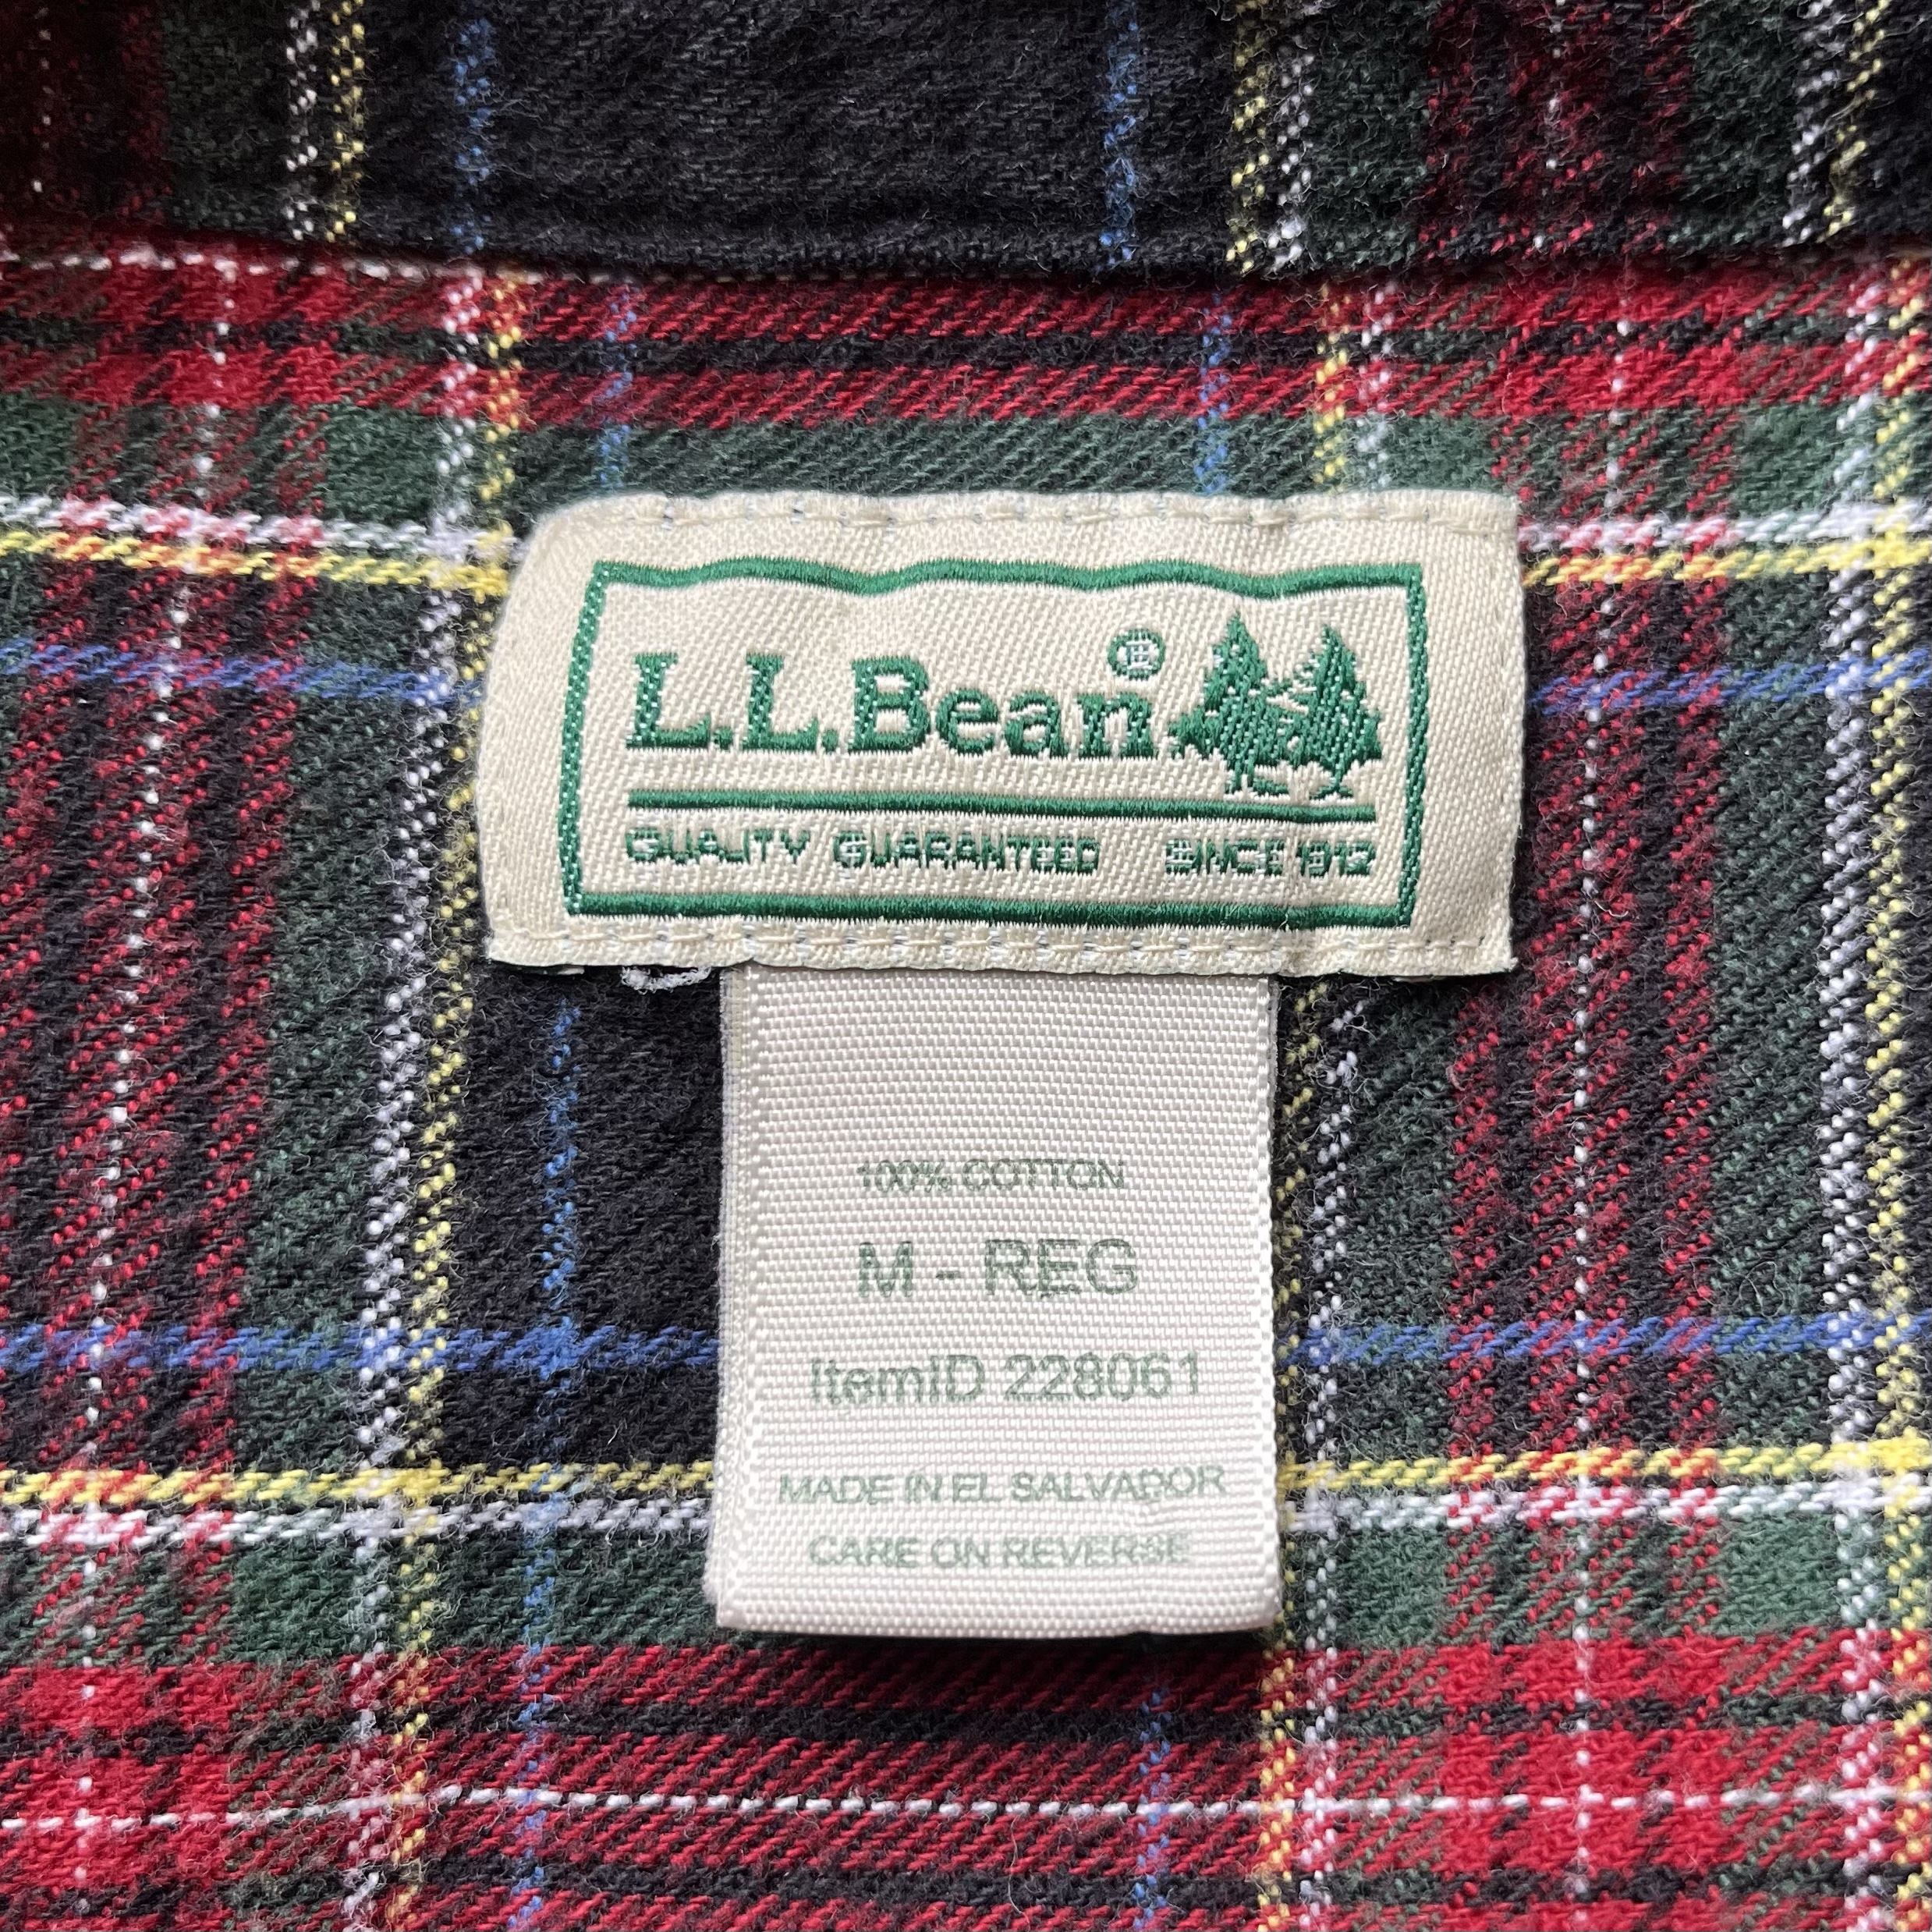 L.L.Bean®
QUALITY GUARANTEED SINCE 1912
100% COTTON
M - REG
ItemID 228061
MADE IN EL SALVADOR
CARE ON REVERSE